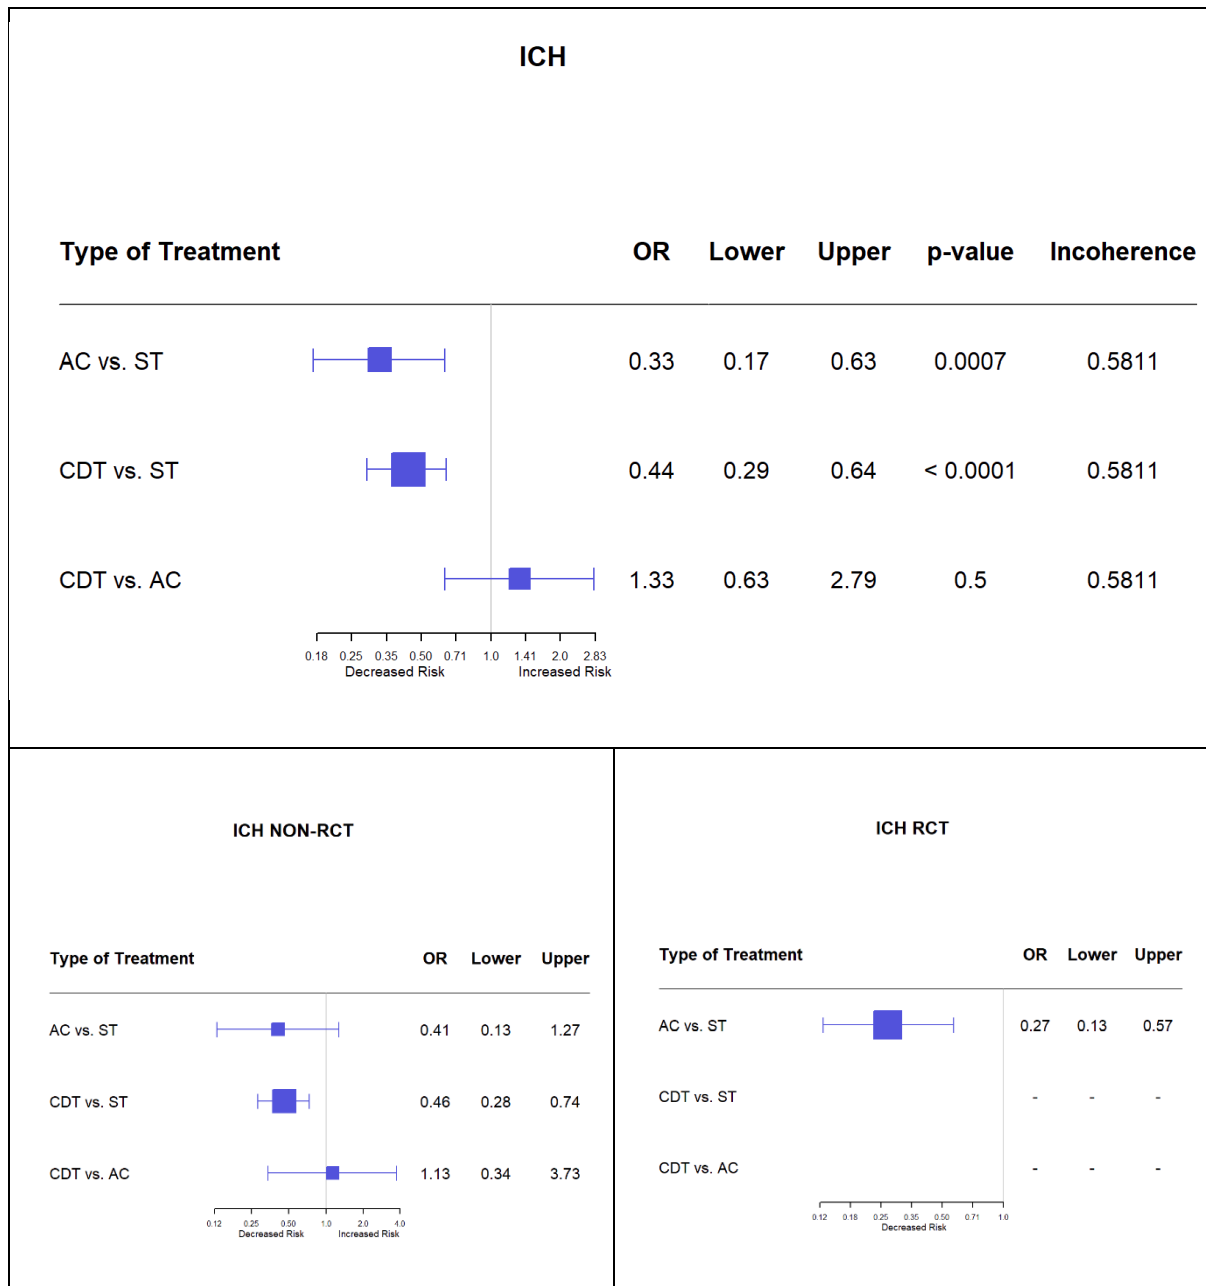 ICH
Type of Treatment OR Lower Upper p-value Incoherence
AC vs. ST 0.33 0.17 0.63 0.0007 0.5811
CDT vs. ST 0.44 0.29 0.64 < 0.0001 0.5811
CDT vs. AC 1.33 0.63 2.79 0.5 0.5811
0.18 0.25 0.35 0.50 0.71 1.0 1.41 2.0 2.83
Decreased Risk Increased Risk
ICH NON-RCT
Type of Treatment OR Lower Upper
AC vs. ST 0.41 0.13 1.27
CDT vs. ST 0.46 0.28 0.74
CDT vs. AC 1.13 0.34 3.73
0.12 0.25 0.50 1.0 2.0 4.0
Decreased Risk Increased Risk
ICH RCT
Type of Treatment OR Lower Upper
AC vs. ST 0.27 0.13 0.57
CDT vs. ST - - -
CDT vs. AC - - -
0.12 0.18 0.25 0.35 0.50 0.71 1.0
Decreased Risk